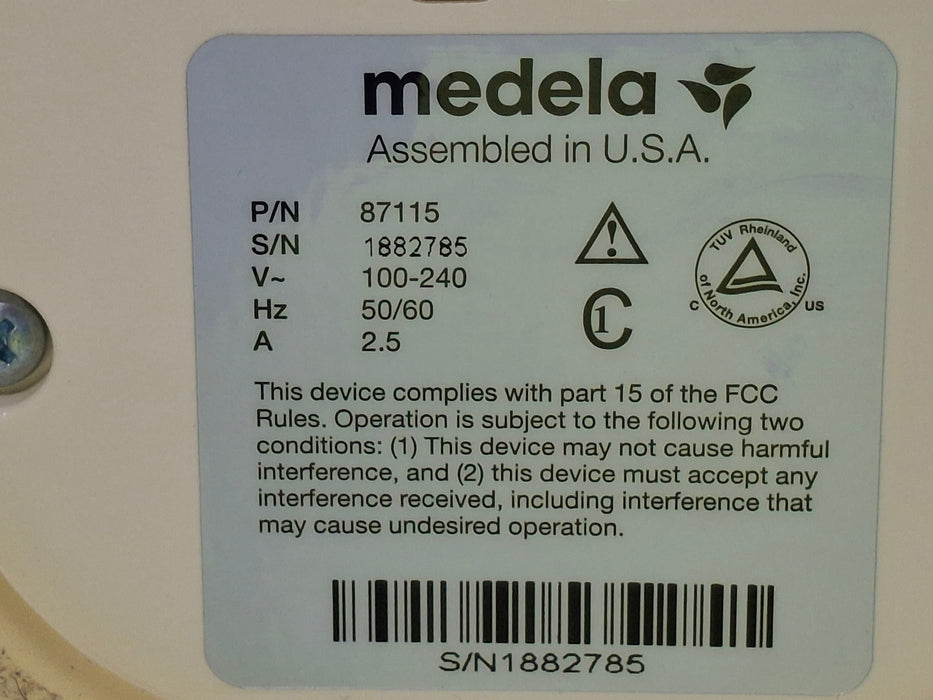 medela
Assembled in U.S.A.
P/N 87115
S/N 1882785
V~ 100-240
Hz 50/60
A 2.5
!
1C
TUV Rheinland
of North America, Inc.
C US
This device complies with part 15 of the FCC
Rules. Operation is subject to the following two
conditions: (1) This device may not cause harmful
interference, and (2) this device must accept any
interference received, including interference that
may cause undesired operation.
S/N1882785